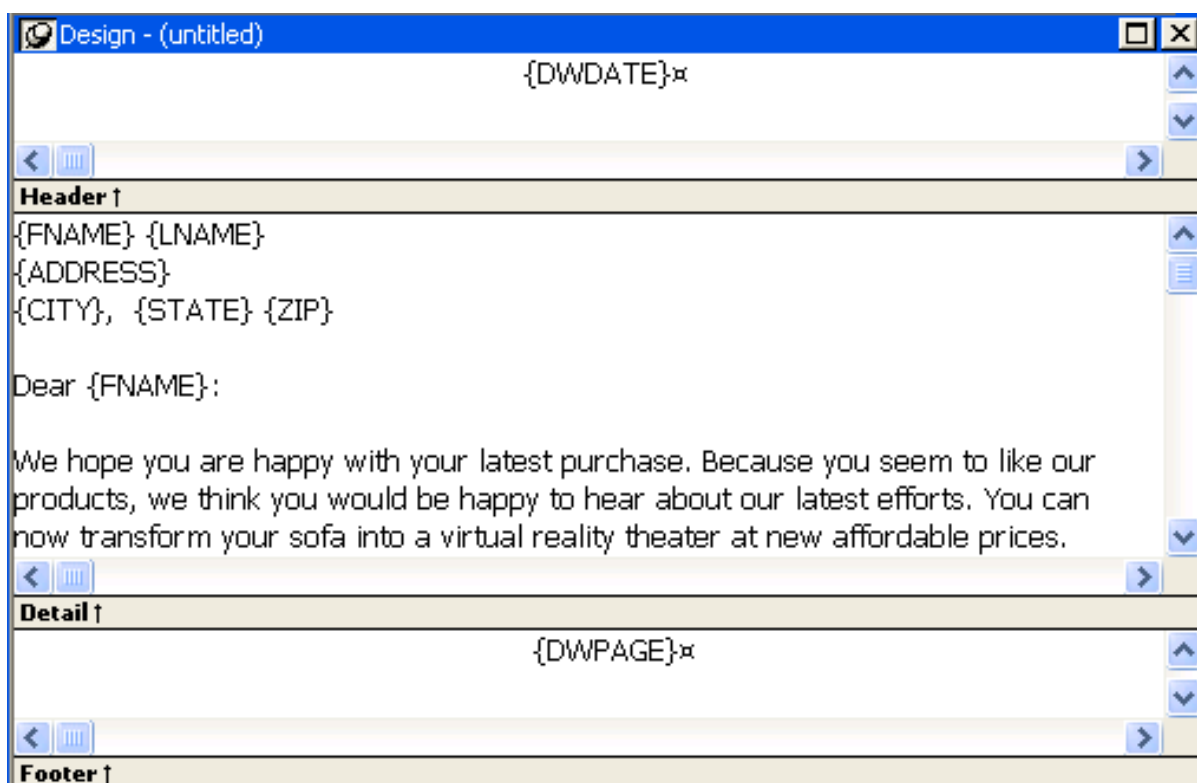 Design - (untitled)
{DWDATE}¤
Header ↑
{FNAME} {LNAME}
{ADDRESS}
{CITY}, {STATE} {ZIP}
Dear {FNAME}:
We hope you are happy with your latest purchase. Because you seem to like our
products, we think you would be happy to hear about our latest efforts. You can
now transform your sofa into a virtual reality theater at new affordable prices.
Detail ↑
{DWPAGE}¤
Footer ↑